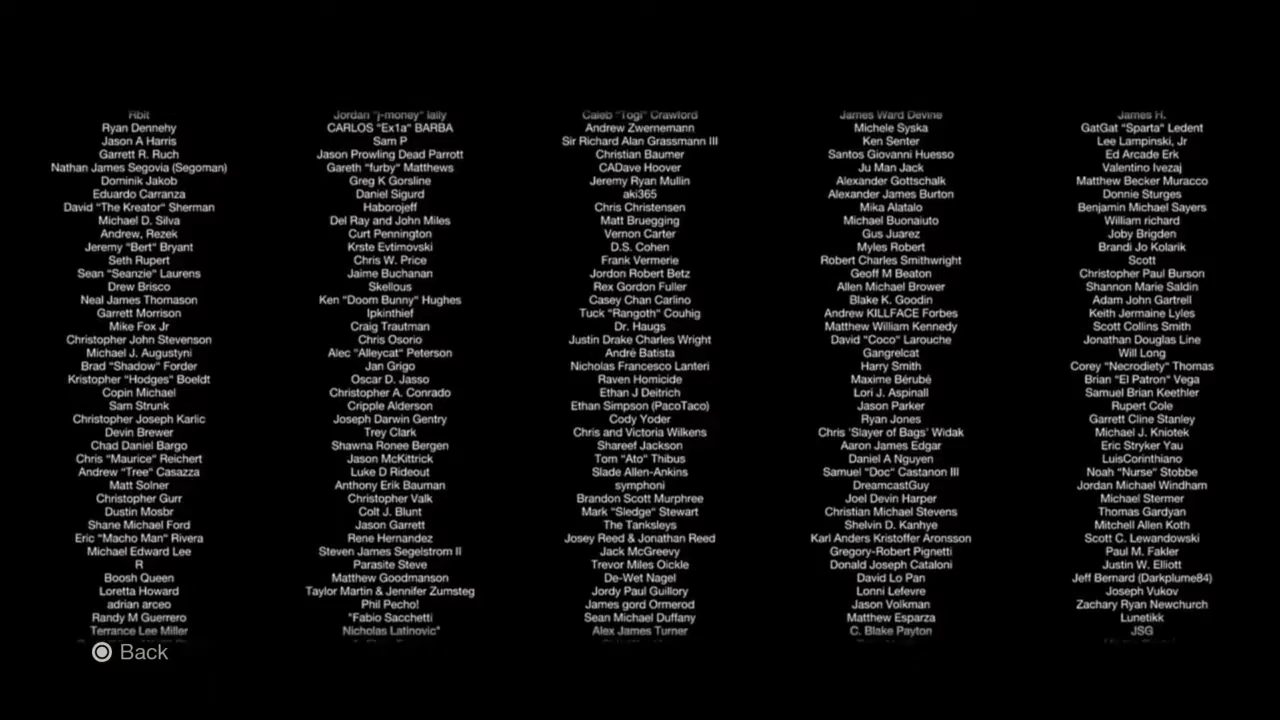 Rbit
Ryan Dennehy
Jason A Harris
Garrett R. Ruch
Nathan James Segovia (Segoman)
Dominik Jakob
Eduardo Carranza
David "The Kreator" Sherman
Michael D. Silva
Andrew, Rezek
Jeremy "Bert" Bryant
Seth Rupert
Sean "Seanzie" Laurens
Drew Brisco
Neal James Thomason
Garrett Morrison
Mike Fox Jr
Christopher John Stevenson
Michael J. Augustyni
Brad "Shadow" Forder
Kristopher "Hodges" Boeldt
Copin Michael
Sam Strunk
Christopher Joseph Karlic
Devin Brewer
Chad Daniel Bargo
Chris "Maurice" Reichert
Andrew "Tree" Casazza
Matt Solner
Christopher Gurr
Dustin Mosbr
Shane Michael Ford
Eric "Macho Man" Rivera
Michael Edward Lee
R
Boosh Queen
Loretta Howard
adrian arceo
Randy M Guerrero
Terrance Lee Miller
Jordan "j-money" lally
CARLOS "Ex1a" BARBA
Sam P
Jason Prowling Dead Parrott
Gareth "furby" Matthews
Greg K Gorsline
Daniel Sigurd
Haborojeff
Del Ray and John Miles
Curt Pennington
Krste Evtimovski
Chris W. Price
Jaime Buchanan
Skellous
Ken "Doom Bunny" Hughes
lpkinthief
Craig Trautman
Chris Osorio
Alec "Alleycat" Peterson
Jan Grigo
Oscar D. Jasso
Christopher A. Conrado
Cripple Alderson
Joseph Darwin Gentry
Trey Clark
Shawna Ronee Bergen
Jason McKittrick
Luke D Rideout
Anthony Erik Bauman
Christopher Valk
Colt J. Blunt
Jason Garrett
Rene Hernandez
Steven James Segelstrom II
Parasite Steve
Matthew Goodmanson
Taylor Martin & Jennifer Zumsteg
Phil Pecho!
"Fabio Sacchetti
Nicholas Latinovic"
Caleb "Togi" Crawford
Andrew Zwernemann
Sir Richard Alan Grassmann III
Christian Baumer
CADave Hoover
Jeremy Ryan Mullin
aki365
Chris Christensen
Matt Bruegging
Vernon Carter
D.S. Cohen
Frank Vermerie
Jordon Robert Betz
Rex Gordon Fuller
Casey Chan Carlino
Tuck "Rangoth" Couhig
Dr. Haugs
Justin Drake Charles Wright
André Batista
Nicholas Francesco Lanteri
Raven Homicide
Ethan J Deitrich
Ethan Simpson (PacoTaco)
Cody Yoder
Chris and Victoria Wilkens
Shareef Jackson
Tom "Ato" Thibus
Slade Allen-Ankins
symphoni
Brandon Scott Murphree
Mark "Sledge" Stewart
The Tanksleys
Josey Reed & Jonathan Reed
Jack McGreevy
Trevor Miles Oickle
De-Wet Nagel
Jordy Paul Guillory
James gord Ormerod
Sean Michael Duffany
Alex James Turner
James Ward Devine
Michele Syska
Ken Senter
Santos Giovanni Huesso
Ju Man Jack
Alexander Gottschalk
Alexander James Burton
Mika Alatalo
Michael Buonaiuto
Gus Juarez
Myles Robert
Robert Charles Smithwright
Geoff M Beaton
Allen Michael Brower
Blake K. Goodin
Andrew KILLFACE Forbes
Matthew William Kennedy
David "Coco" Larouche
Gangrelcat
Harry Smith
Maxime Bérubé
Lori J. Aspinall
Jason Parker
Ryan Jones
Chris 'Slayer of Bags' Widak
Aaron James Edgar
Daniel A Nguyen
Samuel "Doc" Castanon III
DreamcastGuy
Joel Devin Harper
Christian Michael Stevens
Shelvin D. Kanhye
Karl Anders Kristoffer Aronsson
Gregory-Robert Pignetti
Donald Joseph Cataloni
David Lo Pan
Lonni Lefevre
Jason Volkman
Matthew Esparza
C. Blake Payton
James H.
GatGat "Sparta" Ledent
Lee Lampinski, Jr
Ed Arcade Erk
Valentino Ivezaj
Matthew Becker Muracco
Donnie Sturges
Benjamin Michael Sayers
William richard
Joby Brigden
Brandi Jo Kolarik
Scott
Christopher Paul Burson
Shannon Marie Saldin
Adam John Gartrell
Keith Jermaine Lyles
Scott Collins Smith
Jonathan Douglas Line
Will Long
Corey "Necrodiety" Thomas
Brian "El Patron" Vega
Samuel Brian Keethler
Rupert Cole
Garrett Cline Stanley
Michael J. Kniotek
Eric Stryker Yau
LuisCorinthiano
Noah "Nurse" Stobbe
Jordan Michael Windham
Michael Stermer
Thomas Gardyan
Mitchell Allen Koth
Scott C. Lewandowski
Paul M. Fakler
Justin W. Elliott
Jeff Bernard (Darkplume84)
Joseph Vukov
Zachary Ryan Newchurch
Lunetikk
JSG
Back